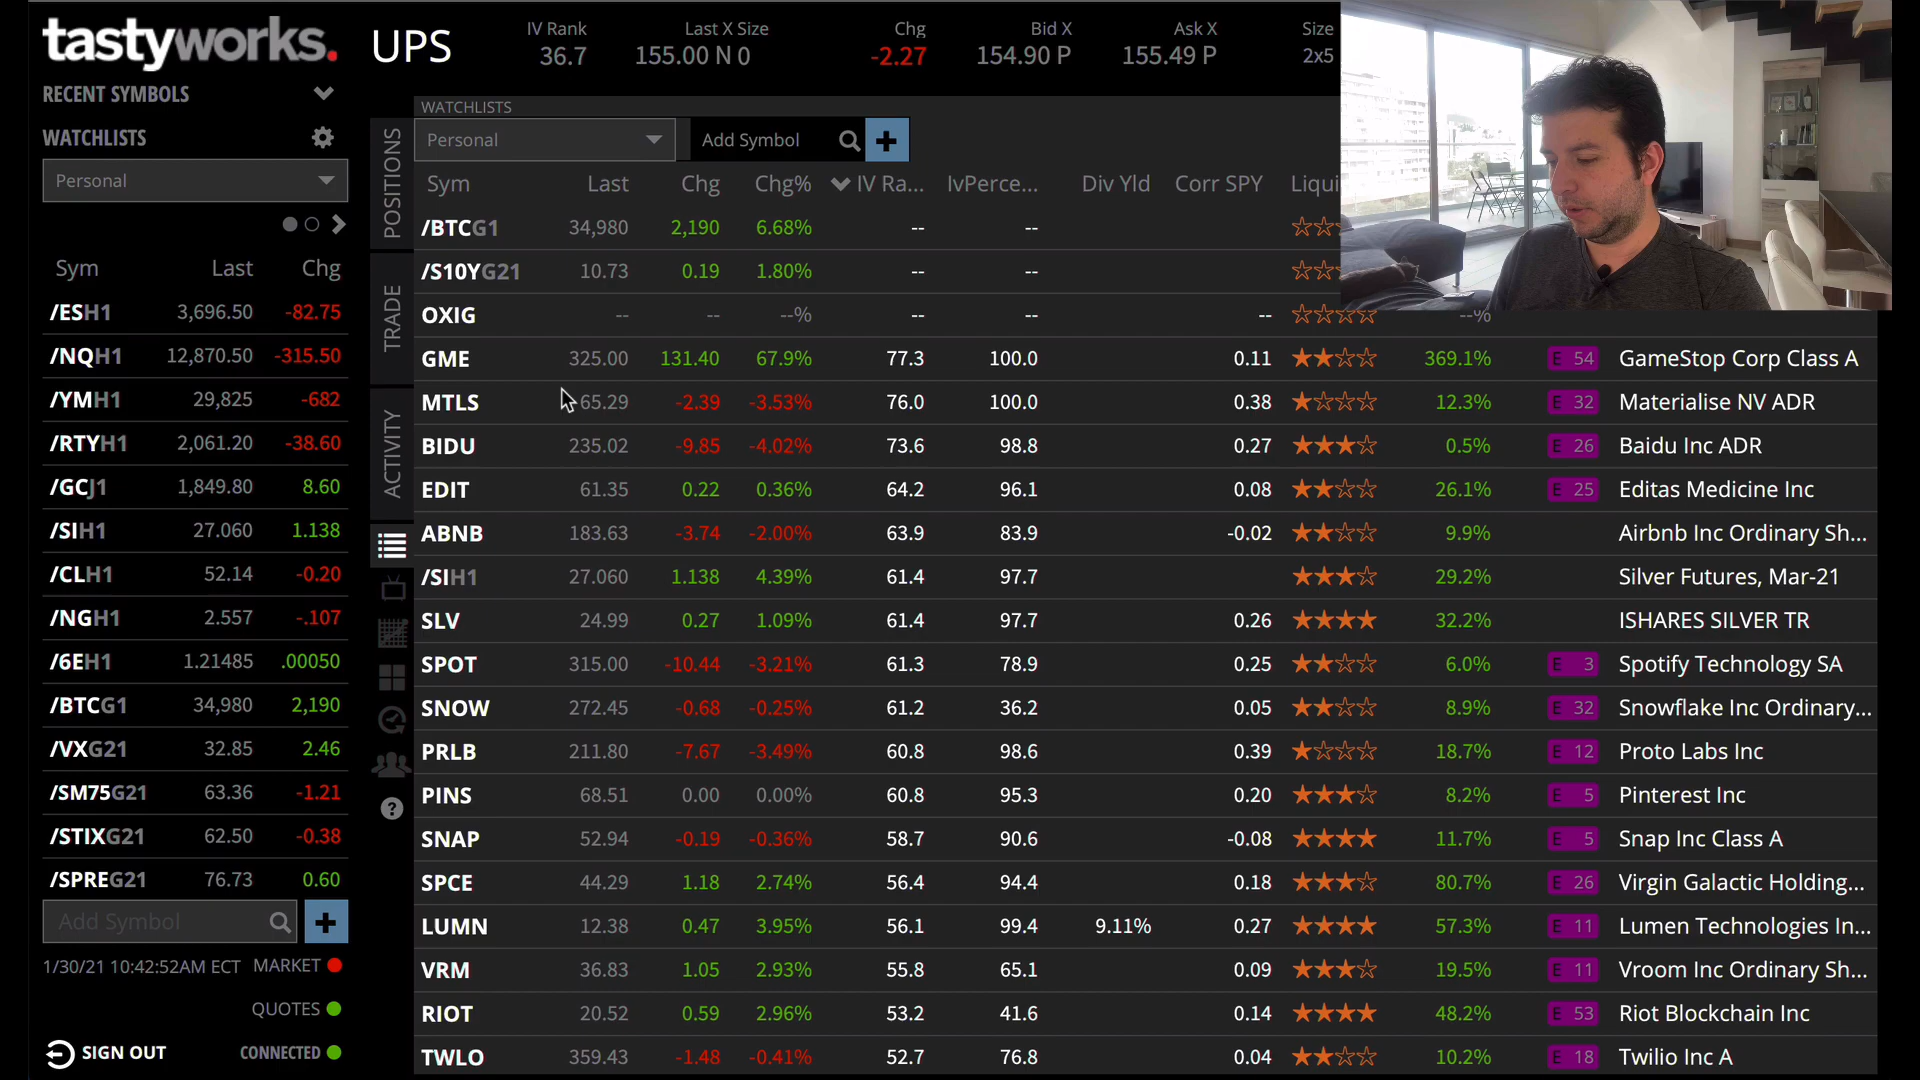 tastyworks.
RECENT SYMBOLS
WATCHLISTS
Personal
Sym Last Chg
/ESH1 3,696.50 -82.75
/NQH1 12,870.50 -315.50
/YMH1 29,825 -682
/RTYH1 2,061.20 -38.60
/GCJ1 1,849.80 8.60
/SIH1 27.060 1.138
/CLH1 52.14 -0.20
/NGH1 2.557 -.107
/6EH1 1.21485 .00050
/BTCG1 34,980 2,190
/VXG21 32.85 2.46
/SM75G21 63.36 -1.21
/STIXG21 62.50 -0.38
/SPREG21 76.73 0.60
Add Symbol
1/30/21 10:42:52AM ECT MARKET
QUOTES
SIGN OUT CONNECTED
POSITIONS
TRADE
ACTIVITY
UPS
IV Rank Last X Size Chg Bid X Ask X Size
36.7 155.00 N 0 -2.27 154.90 P 155.49 P 2x5
WATCHLISTS
Personal Add Symbol
Sym Last Chg Chg% IV Ra... IvPerce... Div Yld Corr SPY Liqui
/BTCG1 34,980 2,190 6.68% -- --
/S10YG21 10.73 0.19 1.80% -- --
OXIG -- -- --% -- -- -- --%
GME 325.00 131.40 67.9% 77.3 100.0 0.11 369.1% E 54 GameStop Corp Class A
MTLS 65.29 -2.39 -3.53% 76.0 100.0 0.38 12.3% E 32 Materialise NV ADR
BIDU 235.02 -9.85 -4.02% 73.6 98.8 0.27 0.5% E 26 Baidu Inc ADR
EDIT 61.35 0.22 0.36% 64.2 96.1 0.08 26.1% E 25 Editas Medicine Inc
ABNB 183.63 -3.74 -2.00% 63.9 83.9 -0.02 9.9% Airbnb Inc Ordinary Sh...
/SIH1 27.060 1.138 4.39% 61.4 97.7 29.2% Silver Futures, Mar-21
SLV 24.99 0.27 1.09% 61.4 97.7 0.26 32.2% ISHARES SILVER TR
SPOT 315.00 -10.44 -3.21% 61.3 78.9 0.25 6.0% E 3 Spotify Technology SA
SNOW 272.45 -0.68 -0.25% 61.2 36.2 0.05 8.9% E 32 Snowflake Inc Ordinary...
PRLB 211.80 -7.67 -3.49% 60.8 98.6 0.39 18.7% E 12 Proto Labs Inc
PINS 68.51 0.00 0.00% 60.8 95.3 0.20 8.2% E 5 Pinterest Inc
SNAP 52.94 -0.19 -0.36% 58.7 90.6 -0.08 11.7% E 5 Snap Inc Class A
SPCE 44.29 1.18 2.74% 56.4 94.4 0.18 80.7% E 26 Virgin Galactic Holding...
LUMN 12.38 0.47 3.95% 56.1 99.4 9.11% 0.27 57.3% E 11 Lumen Technologies In...
VRM 36.83 1.05 2.93% 55.8 65.1 0.09 19.5% E 11 Vroom Inc Ordinary Sh...
RIOT 20.52 0.59 2.96% 53.2 41.6 0.14 48.2% E 53 Riot Blockchain Inc
TWLO 359.43 -1.48 -0.41% 52.7 76.8 0.04 10.2% E 18 Twilio Inc A